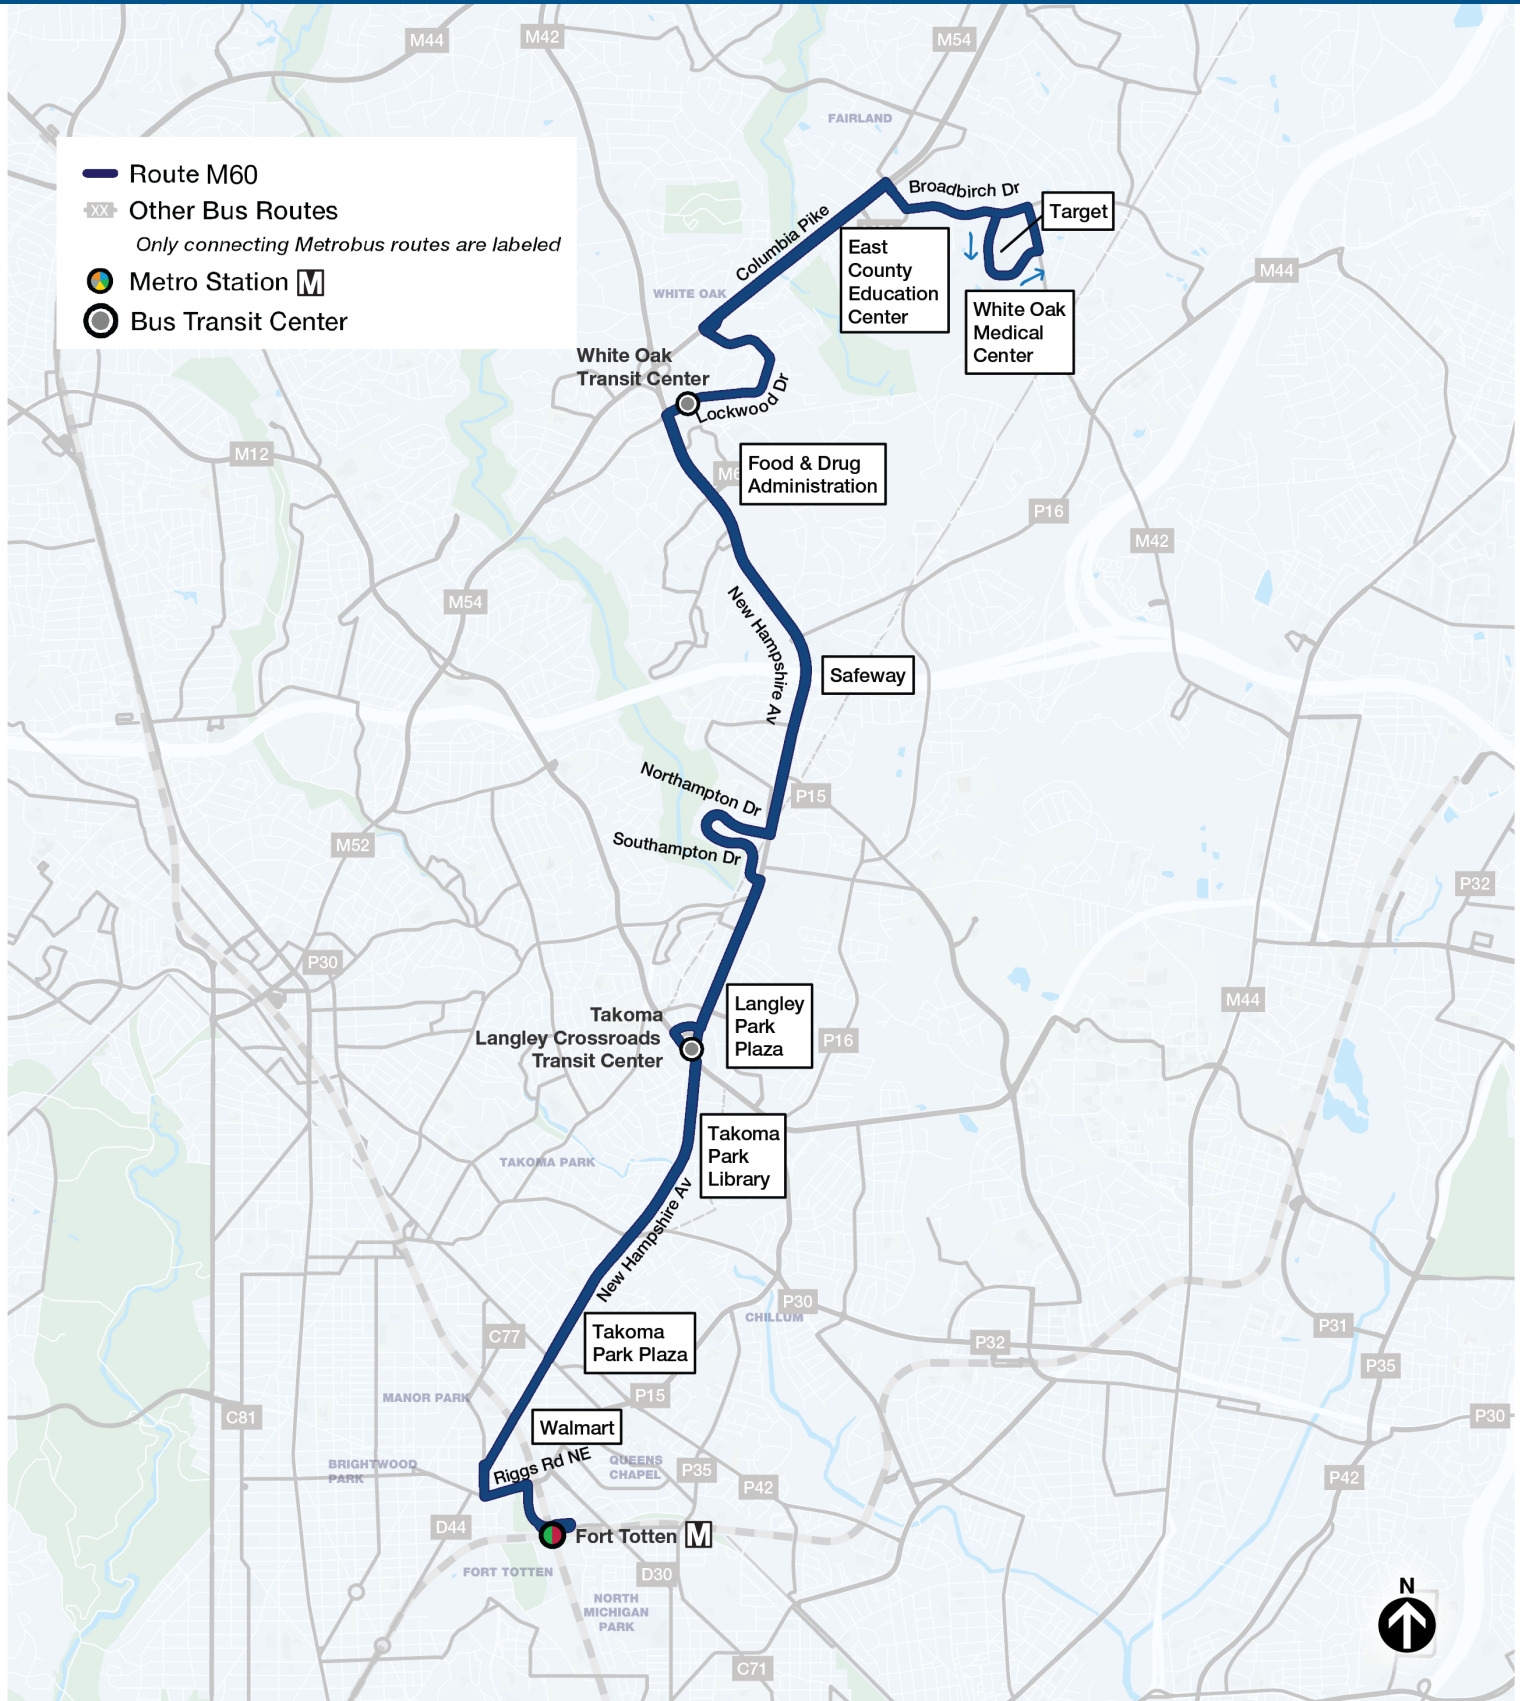 M44
M42
M54
FAIRLAND
Route M60
XX Other Bus Routes
Only connecting Metrobus routes are labeled
Metro Station M
Bus Transit Center
Broadbirch Dr
Target
Columbia Pike
East
County
Education
Center
M44
WHITE OAK
White Oak
Medical
Center
White Oak
Transit Center
Lockwood Dr
M12
Food & Drug
Administration
P16
M42
M54
New Hampshire Av
Safeway
Northampton Dr
P15
Southampton Dr
M52
P32
P30
Langley
Park
Plaza
M44
Takoma
Langley Crossroads
Transit Center
P16
Takoma
Park
Library
TAKOMA PARK
New Hampshire Av
P30
CHILLUM
Takoma
Park Plaza
C77
P32
P31
P35
MANOR PARK
P15
C81
Walmart
P30
Riggs Rd NE
BRIGHTWOOD
PARK
QUEENS
CHAPEL
P35
P42
P42
D44
Fort Totten M
FORT TOTTEN
D30
NORTH
MICHIGAN
PARK
N
C71